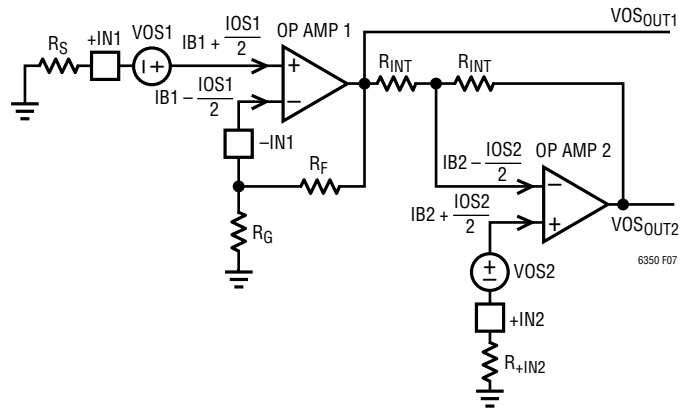 VOS_OUT1
OP AMP 1
IB1 + IOS1/2
VOS1
+IN1
R_S
I +
R_INT
R_INT
+
IB1 – IOS1/2
–
–IN1
R_F
IB2 – IOS2/2
OP AMP 2
–
IB2 + IOS2/2
+
VOS_OUT2
R_G
6350 F07
+
–
VOS2
+IN2
R_+IN2